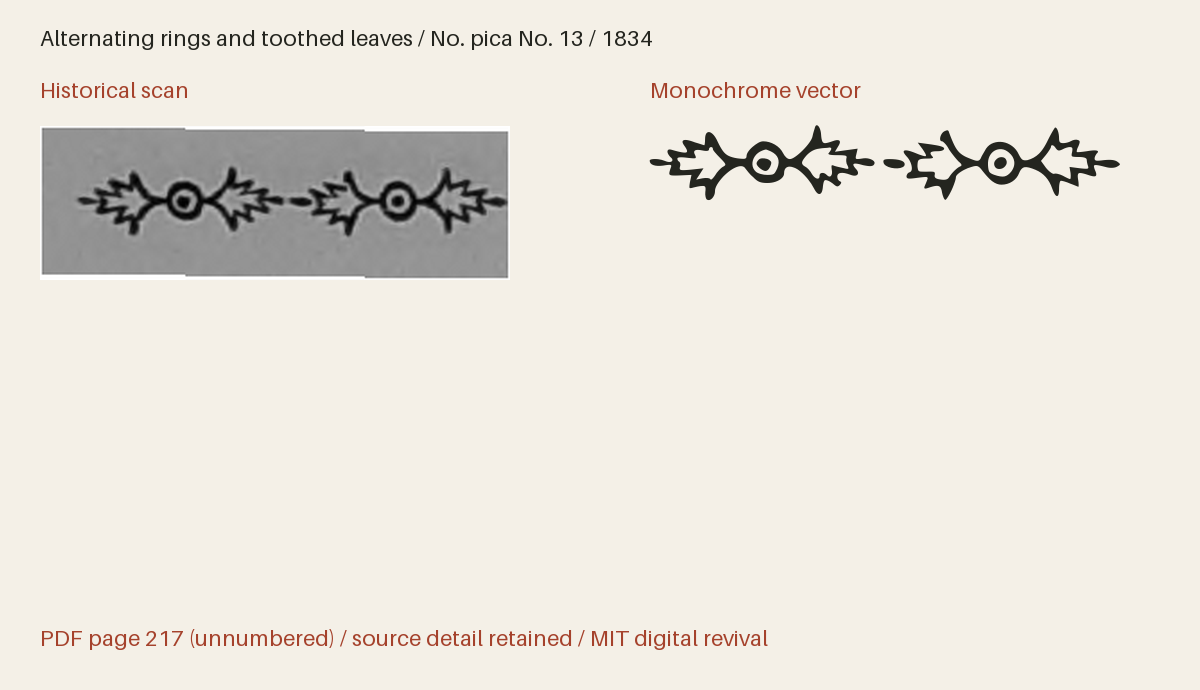 Alternating rings and toothed leaves / No. pica No. 13 / 1834
Historical scan
Monochrome vector
PDF page 217 (unnumbered) / source detail retained / MIT digital revival